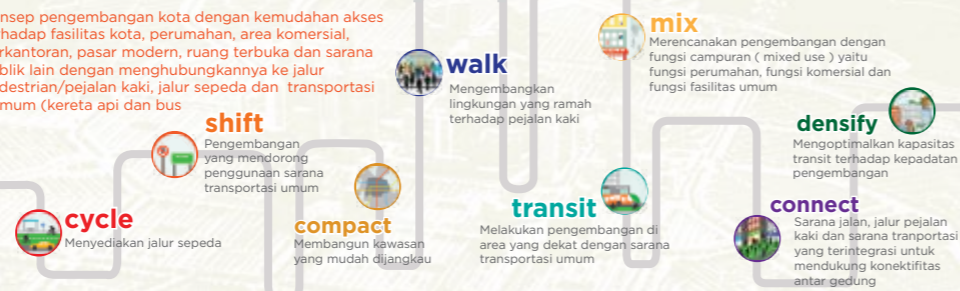 nsep pengembangan kota dengan kemudahan akses
hadap fasilitas kota, perumahan, area komersial,
rkantoran, pasar modern, ruang terbuka dan sarana
blik lain dengan menghubungkannya ke jalur
destrian/pejalan kaki, jalur sepeda dan transportasi
mum (kereta api dan bus
cycle
Menyediakan jalur sepeda
shift
Pengembangan
yang mendorong
penggunaan sarana
transportasi umum
compact
Membangun kawasan
yang mudah dijangkau
walk
Mengembangkan
lingkungan yang ramah
terhadap pejalan kaki
transit
Melakukan pengembangan di
area yang dekat dengan sarana
transportasi umum
mix
Merencanakan pengembangan dengan
fungsi campuran ( mixed use ) yaitu
fungsi perumahan, fungsi komersial dan
fungsi fasilitas umum
densify
Mengoptimalkan kapasitas
transit terhadap kepadatan
pengembangan
connect
Sarana jalan, jalur pejalan
kaki dan sarana tranportasi
yang terintegrasi untuk
mendukung konektifitas
antar gedung